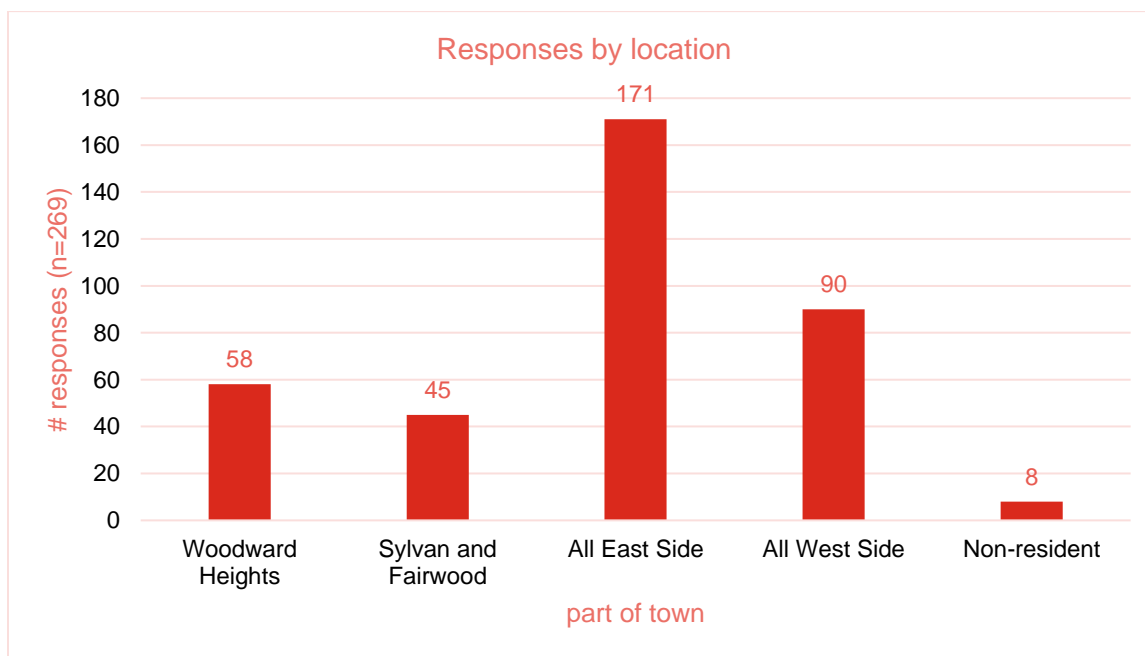 Responses by location
# responses (n=269)
180
160
140
120
100
80
60
40
20
0
58
45
171
90
8
Woodward
Heights
Sylvan and
Fairwood
All East Side
All West Side
Non-resident
part of town